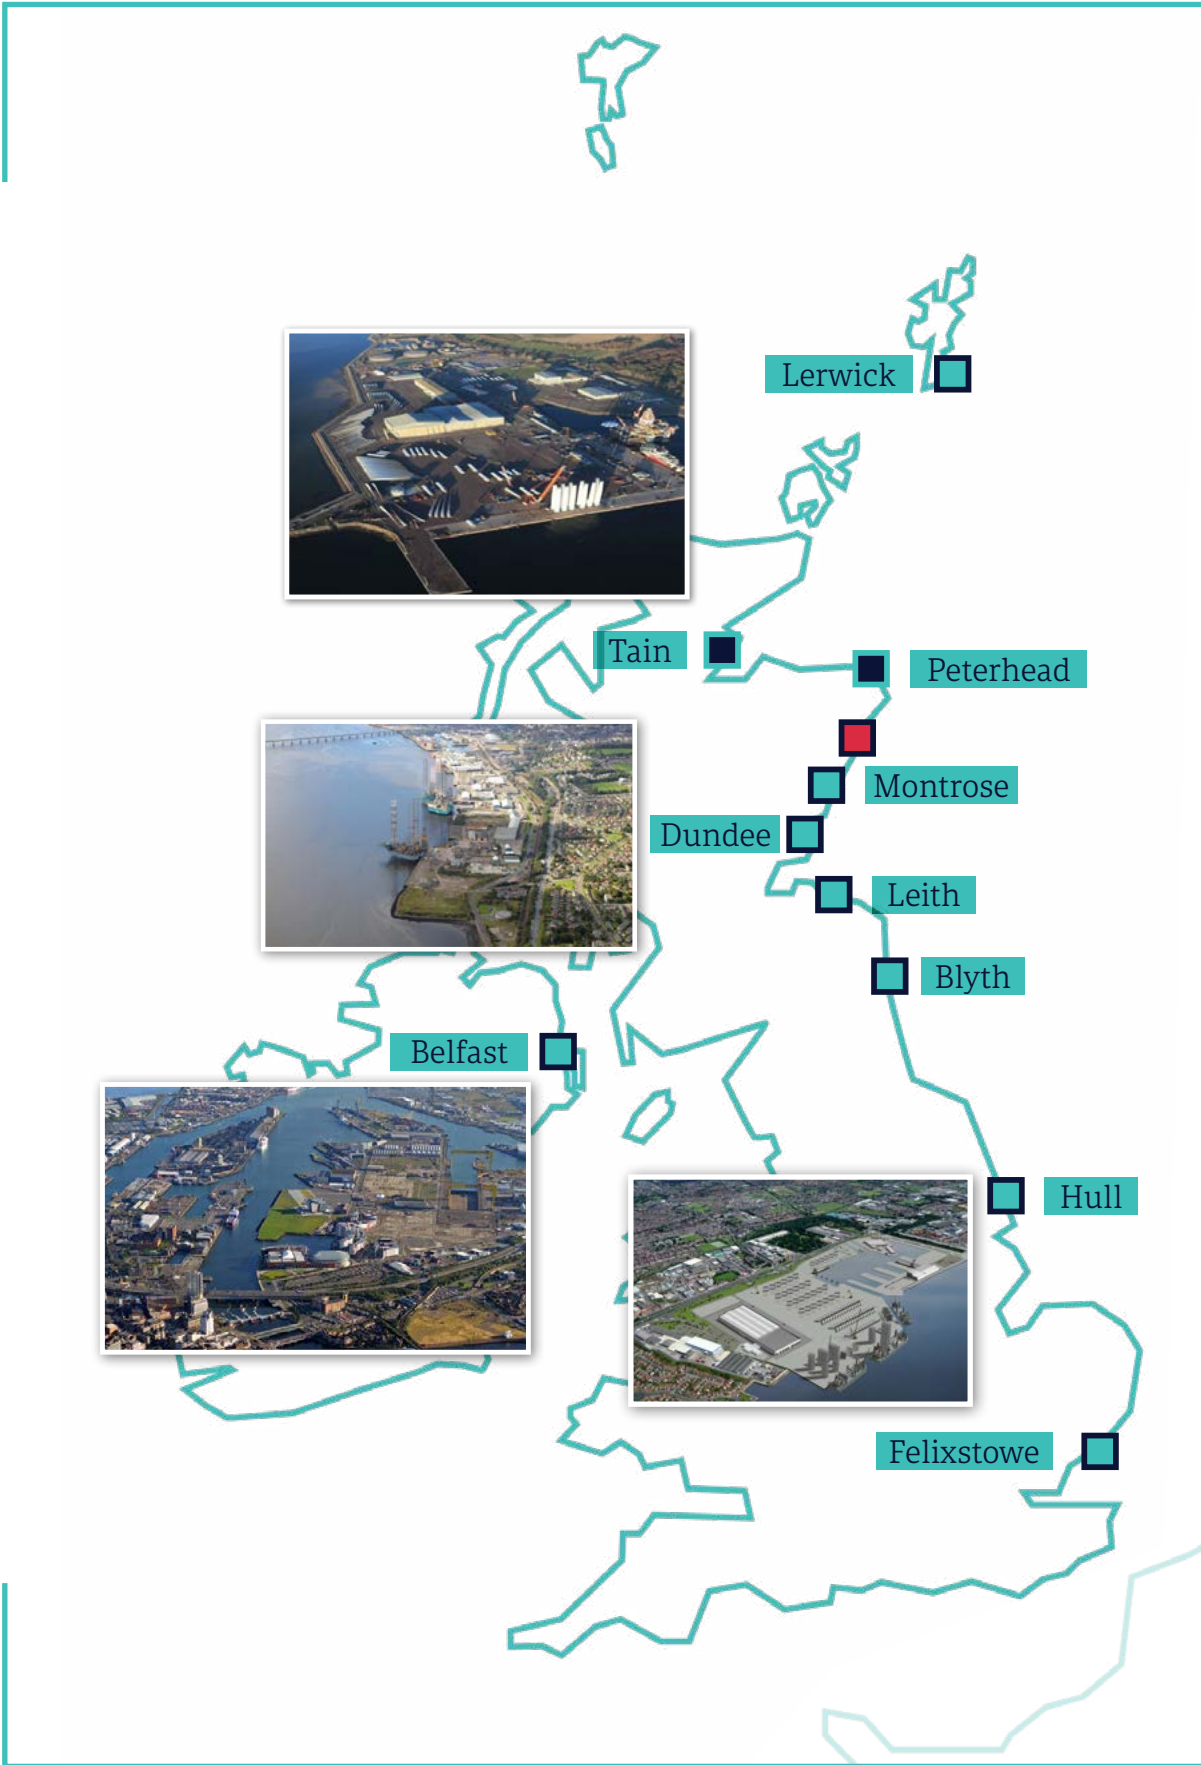 Lerwick
Tain
Peterhead
Montrose
Dundee
Leith
Blyth
Belfast
Hull
Felixstowe